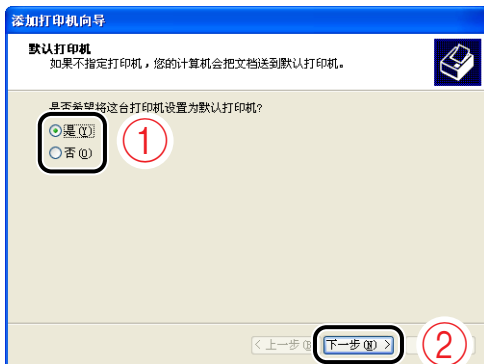 添加打印机向导
默认打印机
如果不指定打印机，您的计算机会把文档送到默认打印机。
是否希望将这台打印机设置为默认打印机?
是(Y)
否(O)
1
<上一步(B
下一步(N) >
2